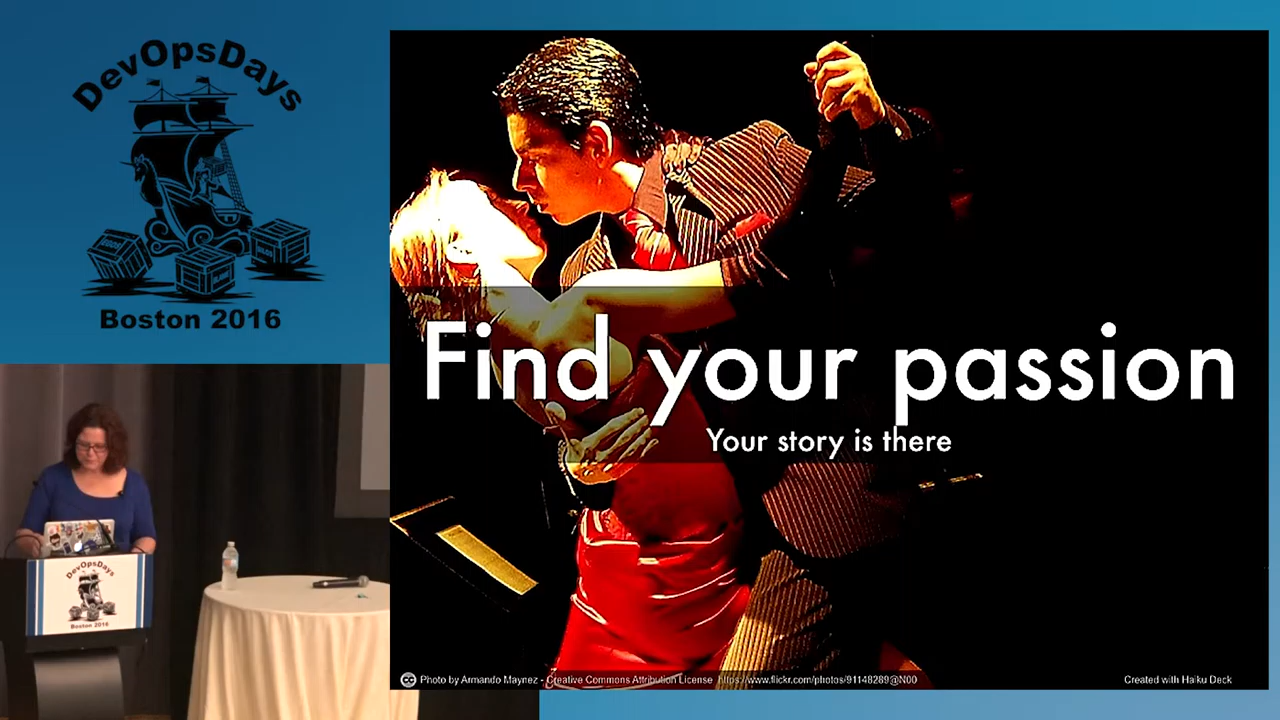 DevOpsDays
Boston 2016
Find your passion
Your story is there
Photo by Armando Maynez - Creative Commons Attribution License https://www.flickr.com/photos/91148289@N00
Created with Haiku Deck
DevOpsDays
Boston 2016